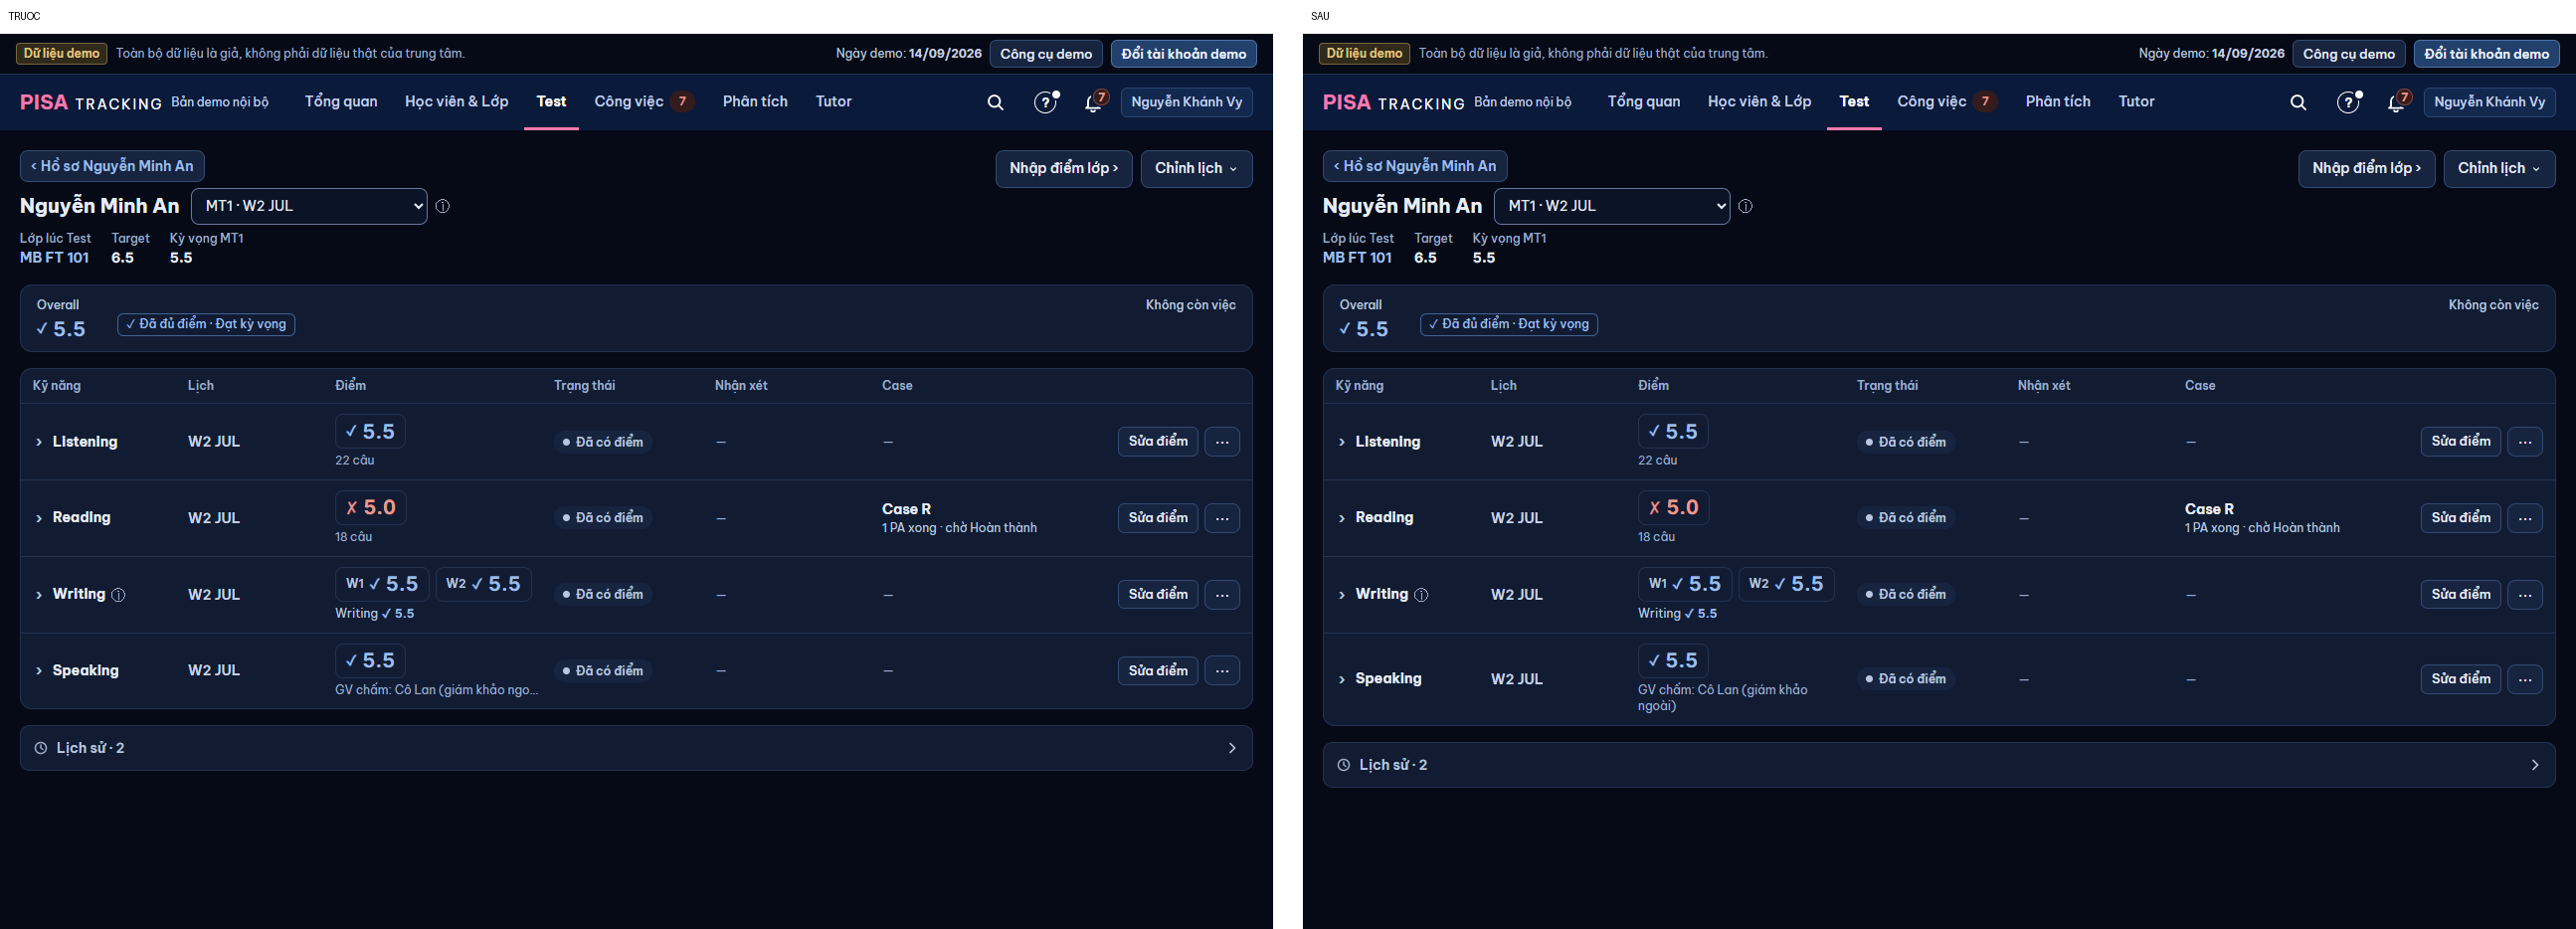 TRUOC
Dữ liệu demo Toàn bộ dữ liệu là giả, không phải dữ liệu thật của trung tâm. Ngày demo: 14/09/2026 Công cụ demo Đổi tài khoản demo
PISA TRACKING Bản demo nội bộ Tổng quan Học viên & Lớp Test Công việc 7 Phân tích Tutor ? 7 Nguyễn Khánh Vy
‹ Hồ sơ Nguyễn Minh An Nhập điểm lớp › Chỉnh lịch
Nguyễn Minh An MT1 · W2 JUL ⓘ
Lớp lúc Test Target Kỳ vọng MT1
MB FT 101 6.5 5.5
Overall Không còn việc
✓ 5.5 ✓ Đã đủ điểm · Đạt kỳ vọng
Kỹ năng Lịch Điểm Trạng thái Nhận xét Case
› Listening W2 JUL ✓ 5.5 Đã có điểm — — Sửa điểm ...
22 câu
› Reading W2 JUL ✗ 5.0 Đã có điểm — Case R Sửa điểm ...
18 câu 1 PA xong · chờ Hoàn thành
› Writing ⓘ W2 JUL W1 ✓ 5.5 W2 ✓ 5.5 Đã có điểm — — Sửa điểm ...
Writing ✓ 5.5
› Speaking W2 JUL ✓ 5.5 Đã có điểm — — Sửa điểm ...
GV chấm: Cô Lan (giám khảo ngo...
Lịch sử · 2
SAU
Dữ liệu demo Toàn bộ dữ liệu là giả, không phải dữ liệu thật của trung tâm. Ngày demo: 14/09/2026 Công cụ demo Đổi tài khoản demo
PISA TRACKING Bản demo nội bộ Tổng quan Học viên & Lớp Test Công việc 7 Phân tích Tutor ? 7 Nguyễn Khánh Vy
‹ Hồ sơ Nguyễn Minh An Nhập điểm lớp › Chỉnh lịch
Nguyễn Minh An MT1 · W2 JUL ⓘ
Lớp lúc Test Target Kỳ vọng MT1
MB FT 101 6.5 5.5
Overall Không còn việc
✓ 5.5 ✓ Đã đủ điểm · Đạt kỳ vọng
Kỹ năng Lịch Điểm Trạng thái Nhận xét Case
› Listening W2 JUL ✓ 5.5 Đã có điểm — — Sửa điểm ...
22 câu
› Reading W2 JUL ✗ 5.0 Đã có điểm — Case R Sửa điểm ...
18 câu 1 PA xong · chờ Hoàn thành
› Writing ⓘ W2 JUL W1 ✓ 5.5 W2 ✓ 5.5 Đã có điểm — — Sửa điểm ...
Writing ✓ 5.5
› Speaking W2 JUL ✓ 5.5 Đã có điểm — — Sửa điểm ...
GV chấm: Cô Lan (giám khảo
ngoài)
Lịch sử · 2